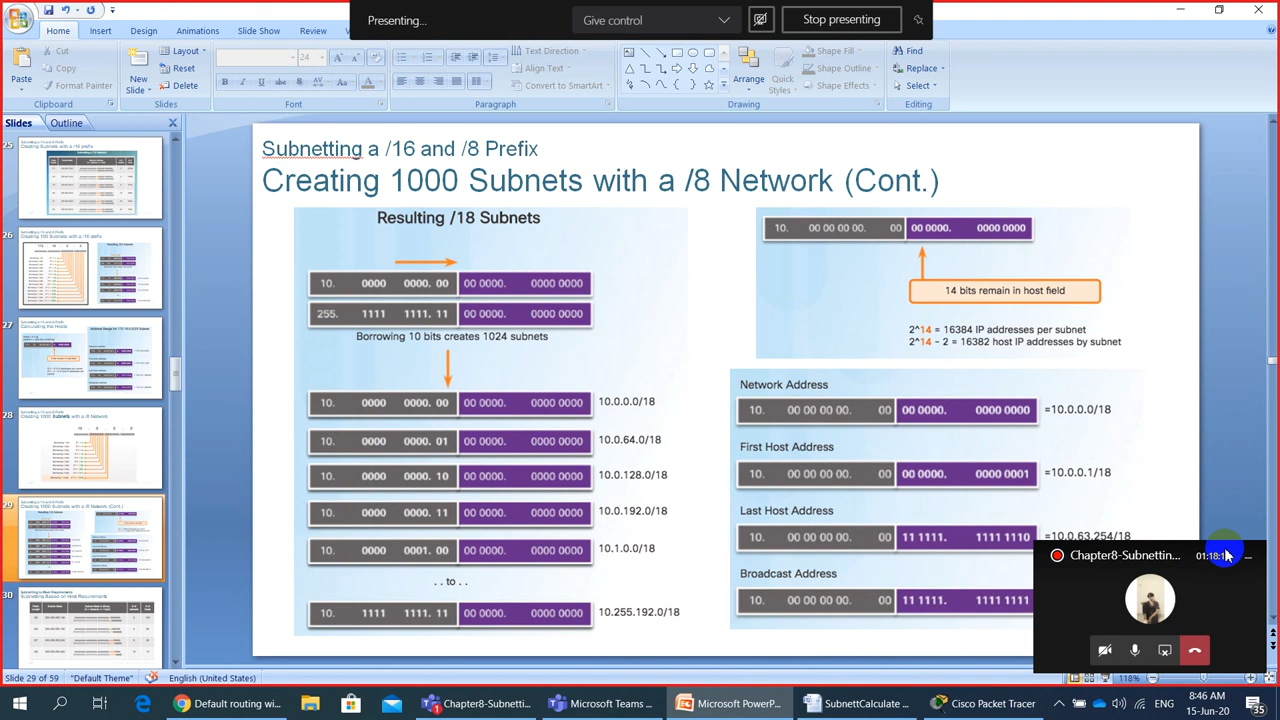 Presenting...
Give control
Stop presenting
Home
Insert
Design
Animations
Slide Show
Review
Paste
Cut
Copy
Format Painter
Clipboard
New
Slide
Layout
Reset
Delete
Slides
24
Font
Text Direction
Align Text
Convert to SmartArt
Paragraph
Arrange
Quick
Styles
Shape Fill
Shape Outline
Shape Effects
Drawing
Find
Replace
Select
Editing
Slides
Outline
25
26
27
28
29
30
Subnetting a /16 and /8 Pre
Creating 1000 Subnets with a /8 Network (Cont.)
Resulting /18 Subnets
10. 0000 0000. 00 00 0000. 0000 0000
255. 1111 1111. 11 00 0000. 0000 0000
Borrowing 10 bits creates 1024 subnets
10. 0000 0000. 00 00 0000. 0000 0000 10.0.0.0/18
10. 0000 0000. 01 00 0000. 0000 0000 10.0.64.0/18
10. 0000 0000. 10 00 0000. 0000 0000 10.0.128.0/18
10. 0000 0000. 11 00 0000. 0000 0000 10.0.192.0/18
10. 0000 0001. 00 00 0000. 0000 0000 10.1.0.0/18
. . to . .
10. 1111 1111. 11 00 0000. 0000 0000 10.255.192.0/18
10. 00 00 00 00. 00 00 0000. 0000 0000
14 bits remain in host field
2^14 = 16384 IP addresses per subnet
2^14 - 2 = 16382 host IP addresses by subnet
Network Address
10. 00 00 00 00. 00 00 0000. 0000 0000 =10.0.0.0/18
First Host Address
10. 00 00 00 00. 00 00 0000. 0000 0001 =10.0.0.1/18
Last Host Address
10. 00 00 00 00. 00 11 1111. 1111 1110 =10.0.63.254/18
Broadcast Address
10. 00 00 00 00. 00 11 1111. 1111 1111
Chapter8-Subnettin...
01:18:1
Slide 29 of 59
"Default Theme"
English (United States)
118%
Default routing wi...
Chapter8-Subnetti...
Microsoft Teams ...
Microsoft PowerP...
SubnettCalculate ...
Cisco Packet Tracer
8:46 AM
15-Jun-20
35